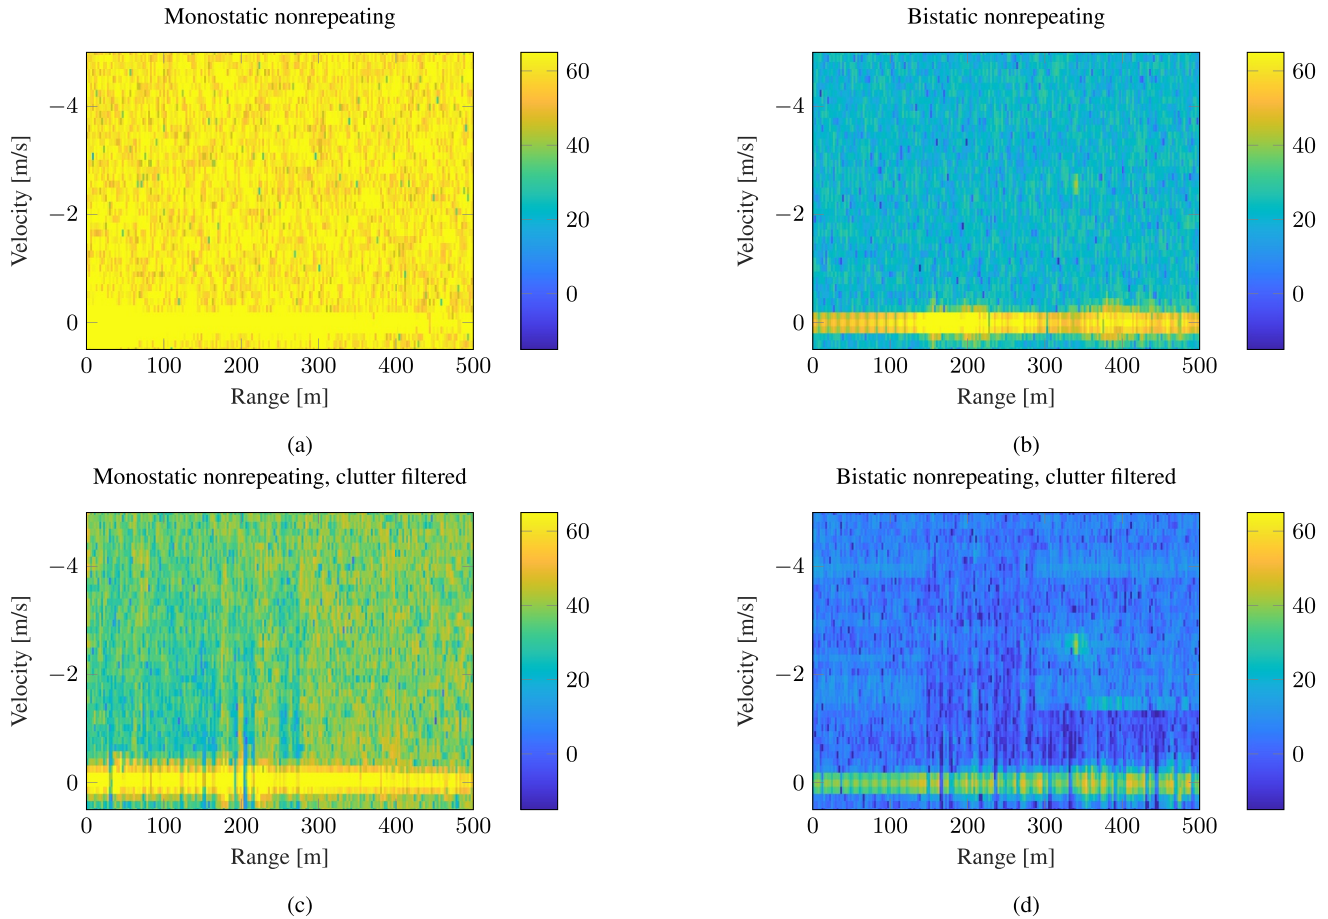 Monostatic nonrepeating
Velocity [m/s]
−4
−2
0
0 100 200 300 400 500
Range [m]
60
40
20
0
(a)
Bistatic nonrepeating
Velocity [m/s]
−4
−2
0
0 100 200 300 400 500
Range [m]
60
40
20
0
(b)
Monostatic nonrepeating, clutter filtered
Velocity [m/s]
−4
−2
0
0 100 200 300 400 500
Range [m]
60
40
20
0
(c)
Bistatic nonrepeating, clutter filtered
Velocity [m/s]
−4
−2
0
0 100 200 300 400 500
Range [m]
60
40
20
0
(d)